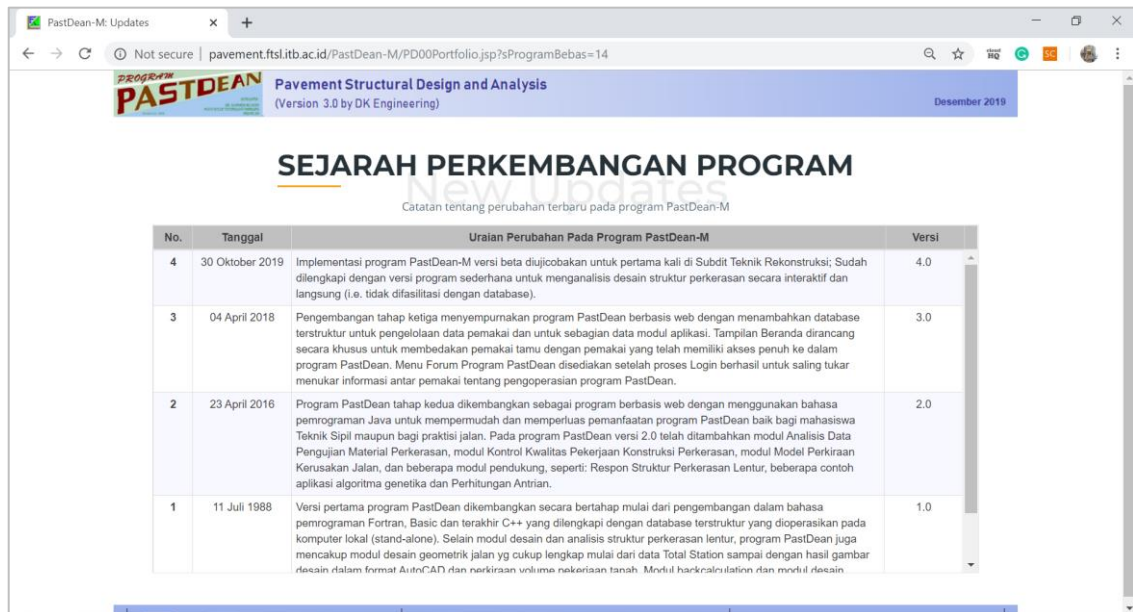 PastDean-M: Updates
Not secure | pavement.ftsl.itb.ac.id/PastDean-M/PD00Portfolio.jsp?sProgramBebas=14
PROGRAM
PASTDEAN
Pavement Structural Design and Analysis
(Version 3.0 by DK Engineering)
Desember 2019
SEJARAH PERKEMBANGAN PROGRAM
New Updates
Catatan tentang perubahan terbaru pada program PastDean-M
No. Tanggal Uraian Perubahan Pada Program PastDean-M Versi
4 30 Oktober 2019 Implementasi program PastDean-M versi beta diujicobakan untuk pertama kali di Subdit Teknik Rekonstruksi; Sudah 4.0
dilengkapi dengan versi program sederhana untuk menganalisis desain struktur perkerasan secara interaktif dan
langsung (i.e. tidak difasilitasi dengan database).
3 04 April 2018 Pengembangan tahap ketiga menyempurnakan program PastDean berbasis web dengan menambahkan database 3.0
terstruktur untuk pengelolaan data pemakai dan untuk sebagian data modul aplikasi. Tampilan Beranda dirancang
secara khusus untuk membedakan pemakai tamu dengan pemakai yang telah memiliki akses penuh ke dalam
program PastDean. Menu Forum Program PastDean disediakan setelah proses Login berhasil untuk saling tukar
menukar informasi antar pemakai tentang pengoperasian program PastDean.
2 23 April 2016 Program PastDean tahap kedua dikembangkan sebagai program berbasis web dengan menggunakan bahasa 2.0
pemrograman Java untuk mempermudah dan memperluas pemanfaatan program PastDean baik bagi mahasiswa
Teknik Sipil maupun bagi praktisi jalan. Pada program PastDean versi 2.0 telah ditambahkan modul Analisis Data
Pengujian Material Perkerasan, modul Kontrol Kwalitas Pekerjaan Konstruksi Perkerasan, modul Model Perkiraan
Kerusakan Jalan, dan beberapa modul pendukung, seperti: Respon Struktur Perkerasan Lentur, beberapa contoh
aplikasi algoritma genetika dan Perhitungan Antrian.
1 11 Juli 1988 Versi pertama program PastDean dikembangkan secara bertahap mulai dari pengembangan dalam bahasa 1.0
pemrograman Fortran, Basic dan terakhir C++ yang dilengkapi dengan database terstruktur yang dioperasikan pada
komputer lokal (stand-alone). Selain modul desain dan analisis struktur perkerasan lentur, program PastDean juga
mencakup modul desain geometrik jalan yg cukup lengkap mulai dari data Total Station sampai dengan hasil gambar
desain dalam format AutoCAD dan perkiraan volume pekerjaan tanah. Modul backcalculation dan modul desain